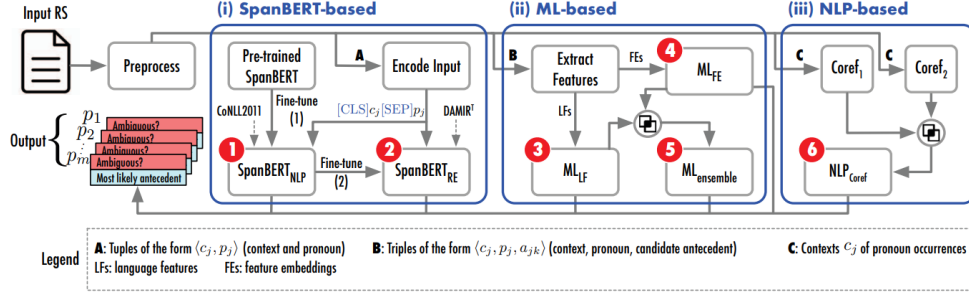 Input RS
(i) SpanBERT-based
(ii) ML-based
(iii) NLP-based
Preprocess
Pre-trained
SpanBERT
A
Encode Input
B
Extract
Features
FEs
4
ML_FE
C
Coref_1
C
Coref_2
CoNLL2011
Fine-tune
(1)
[CLS]c_j[SEP]p_j
DAMIR^T
LFs
Output
p_1
p_2
⋮
p_m
Ambiguous?
Ambiguous?
Ambiguous?
Ambiguous?
Most likely antecedent
1
SpanBERT_NLP
Fine-tune
(2)
2
SpanBERT_RE
3
ML_LF
5
ML_ensemble
6
NLP_Coref
Legend
A: Tuples of the form ⟨c_j, p_j⟩ (context and pronoun)
B: Triples of the form ⟨c_j, p_j, a_jk⟩ (context, pronoun, candidate antecedent)
C: Contexts c_j of pronoun occurrences
LFs: language features
FEs: feature embeddings